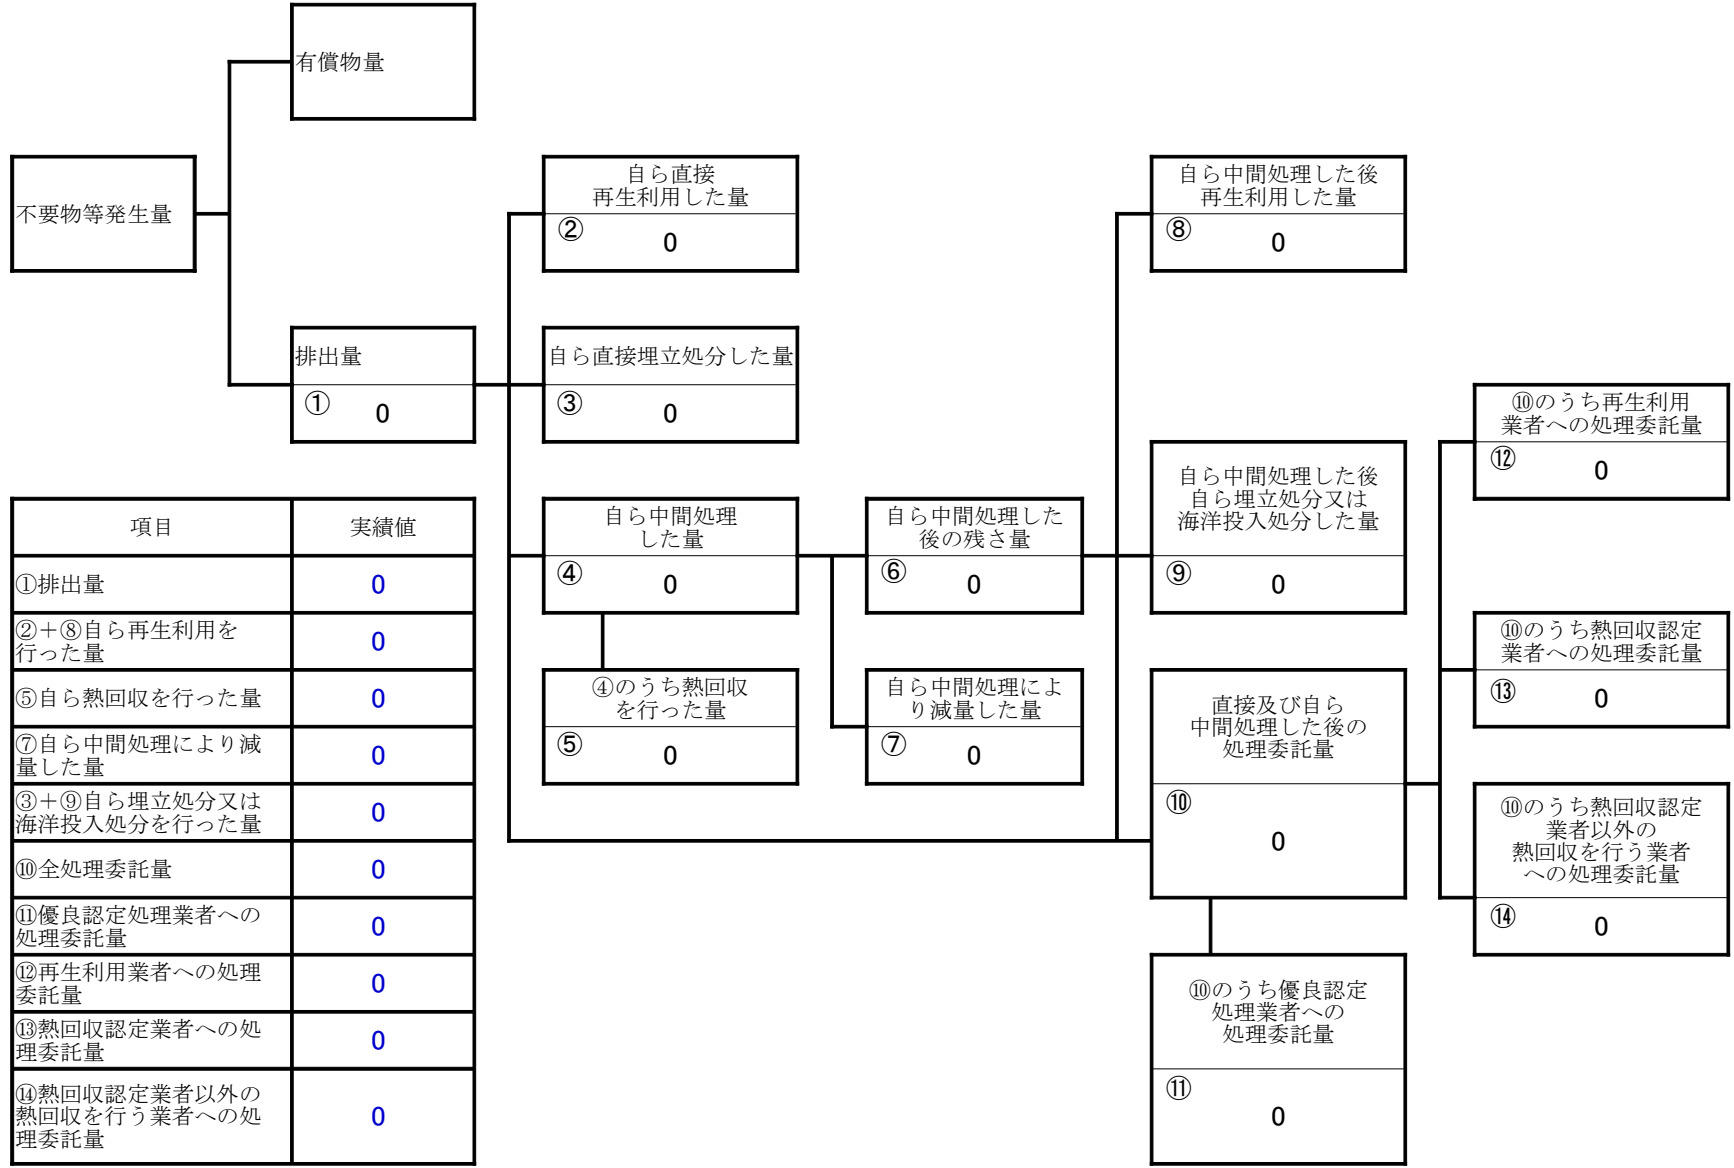 有償物量
不要物等発生量
自ら直接
再生利用した量
②
0
自ら中間処理した後
再生利用した量
⑧
0
排出量
①
0
自ら直接埋立処分した量
③
0
⑩のうち再生利用
業者への処理委託量
⑫
0
自ら中間処理
した量
④
0
自ら中間処理した
後の残さ量
⑥
0
自ら中間処理した後
自ら埋立処分又は
海洋投入処分した量
⑨
0
⑩のうち熱回収認定
業者への処理委託量
⑬
0
④のうち熱回収
を行った量
⑤
0
自ら中間処理によ
り減量した量
⑦
0
直接及び自ら
中間処理した後の
処理委託量
⑩
0
⑩のうち熱回収認定
業者以外の
熱回収を行う業者
への処理委託量
⑭
0
⑩のうち優良認定
処理業者への
処理委託量
⑪
0
項目 実績値
①排出量 0
②＋⑧自ら再生利用を
行った量 0
⑤自ら熱回収を行った量 0
⑦自ら中間処理により減
量した量 0
③＋⑨自ら埋立処分又は
海洋投入処分を行った量 0
⑩全処理委託量 0
⑪優良認定処理業者への
処理委託量 0
⑫再生利用業者への処理
委託量 0
⑬熱回収認定業者への処
理委託量 0
⑭熱回収認定業者以外の
熱回収を行う業者への処
理委託量 0